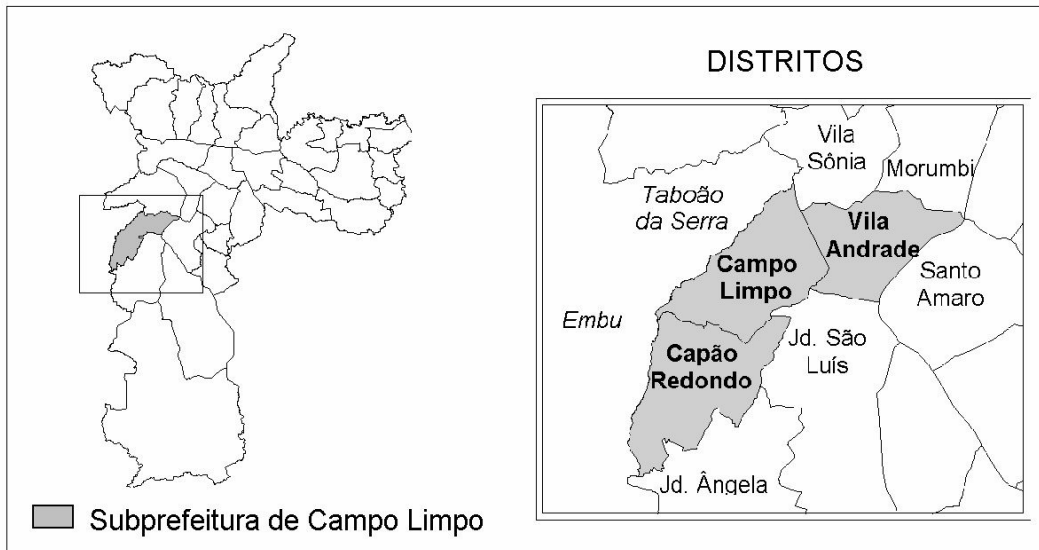 DISTRITOS
Vila
Sônia
Morumbi
Taboão
da Serra
Vila
Andrade
Campo
Limpo
Santo
Amaro
Embu
Jd. São
Luís
Capão
Redondo
Jd. Ângela
Subprefeitura de Campo Limpo